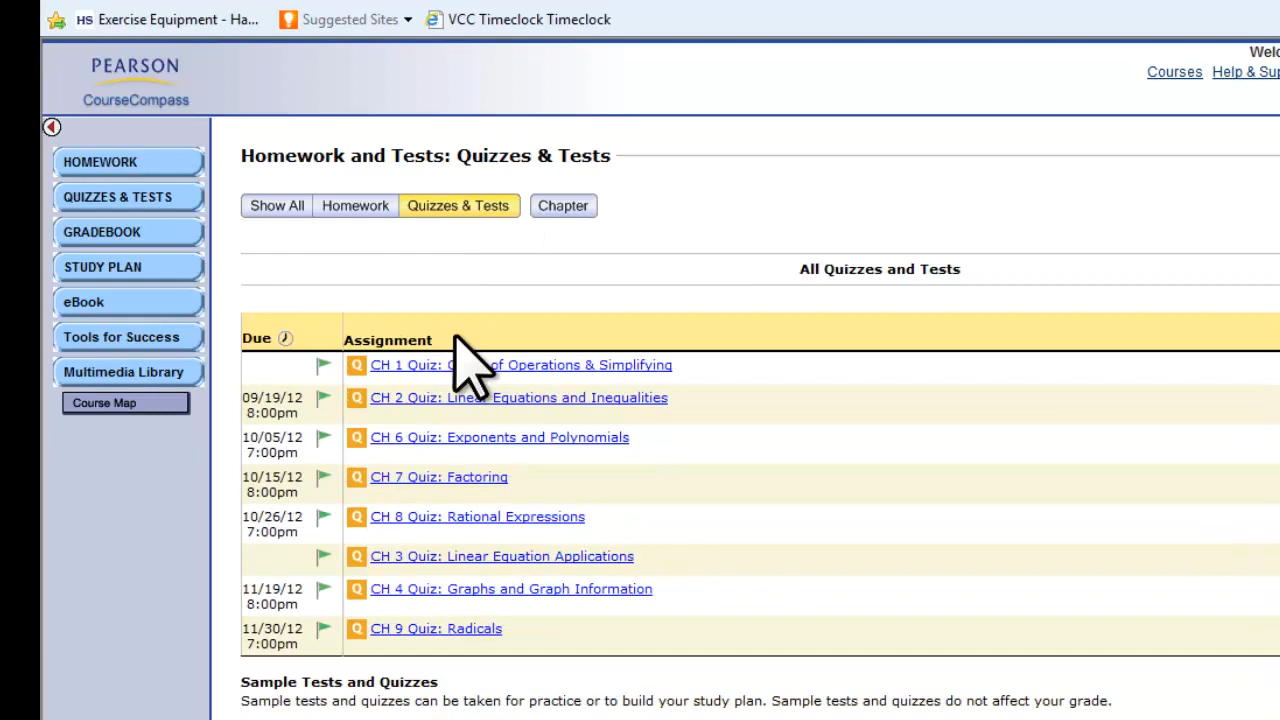 HS Exercise Equipment - Ha... Suggested Sites VCC Timeclock Timeclock
PEARSON
CourseCompass
Courses Help &
HOMEWORK
QUIZZES & TESTS
GRADEBOOK
STUDY PLAN
eBook
Tools for Success
Multimedia Library
Course Map
Homework and Tests: Quizzes & Tests
Show All Homework Quizzes & Tests Chapter
All Quizzes and Tests
Due Assignment
Q CH 1 Quiz: of Operations & Simplifying
09/19/12 Q CH 2 Quiz: Linear Equations and Inequalities
8:00pm
10/05/12 Q CH 6 Quiz: Exponents and Polynomials
7:00pm
10/15/12 Q CH 7 Quiz: Factoring
8:00pm
10/26/12 Q CH 8 Quiz: Rational Expressions
7:00pm
Q CH 3 Quiz: Linear Equation Applications
11/19/12 Q CH 4 Quiz: Graphs and Graph Information
8:00pm
11/30/12 Q CH 9 Quiz: Radicals
7:00pm
Sample Tests and Quizzes
Sample tests and quizzes can be taken for practice or to build your study plan. Sample tests and quizzes do not affect your grade.